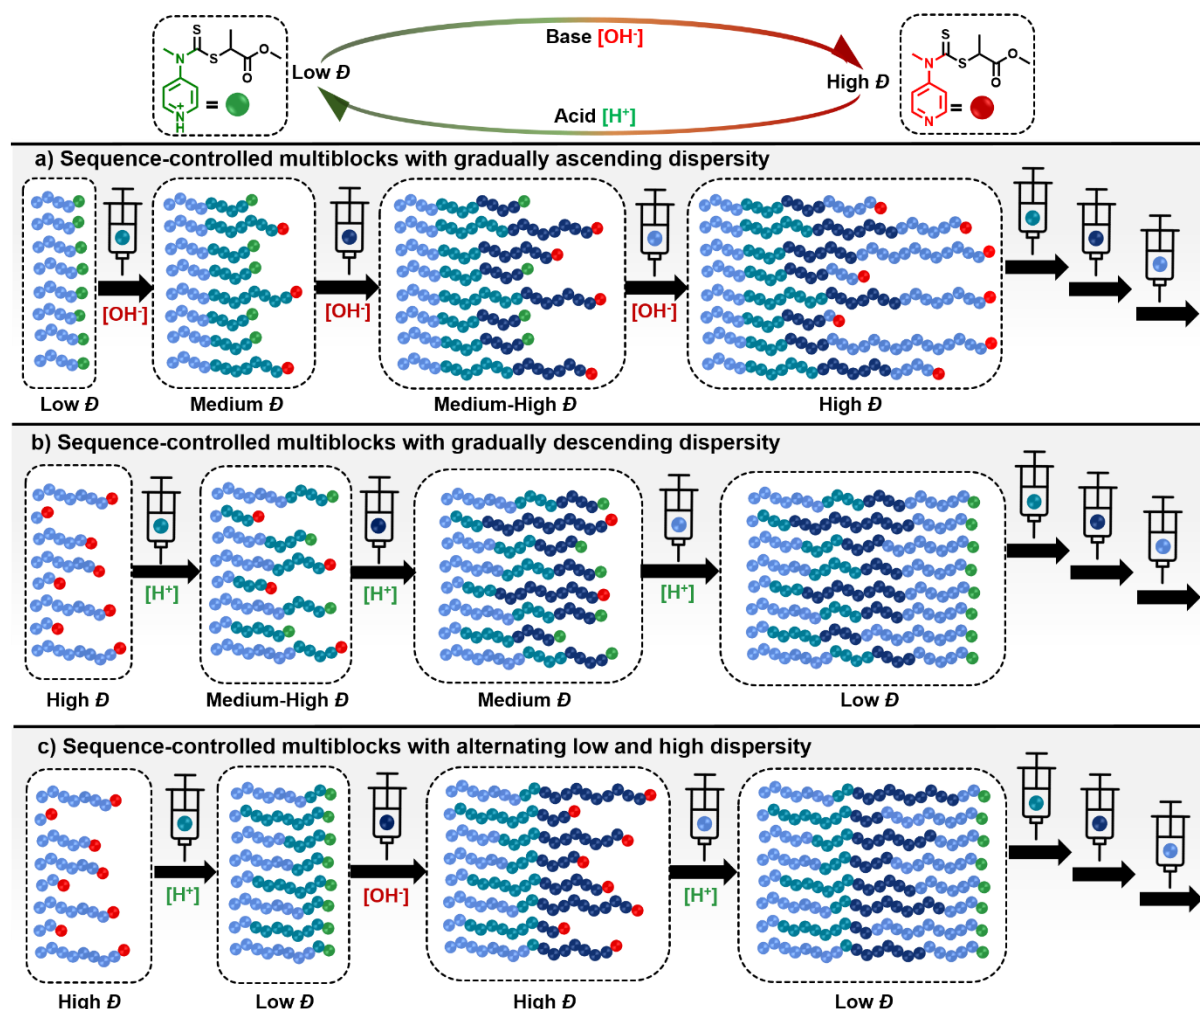 Base [OH-]
Low Đ
High Đ
Acid [H+]
S
N
S
O
O
N
+
H
=
S
N
S
O
O
N
=
a) Sequence-controlled multiblocks with gradually ascending dispersity
[OH-]
[OH-]
[OH-]
Low Đ
Medium Đ
Medium-High Đ
High Đ
b) Sequence-controlled multiblocks with gradually descending dispersity
[H+]
[H+]
[H+]
High Đ
Medium-High Đ
Medium Đ
Low Đ
c) Sequence-controlled multiblocks with alternating low and high dispersity
[H+]
[OH-]
[H+]
High Đ
Low Đ
High Đ
Low Đ